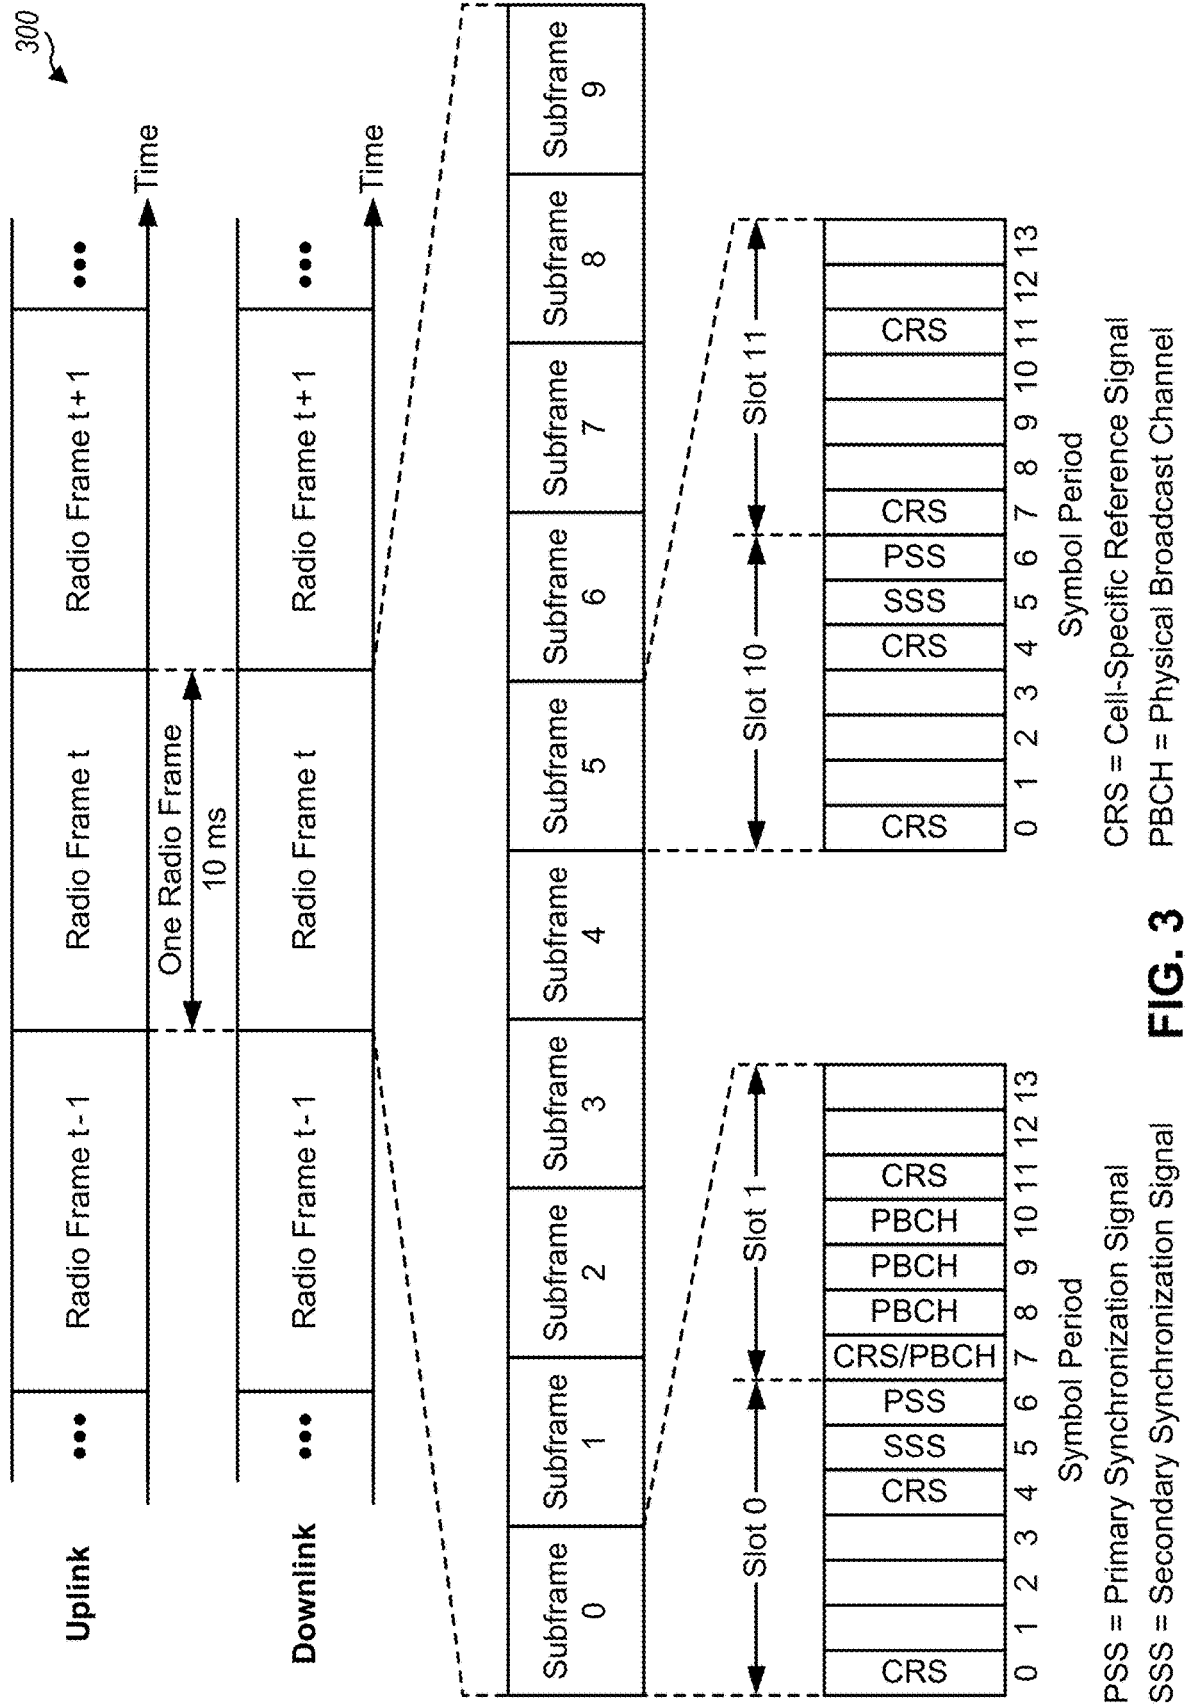 300
Uplink
••• Radio Frame t-1 Radio Frame t Radio Frame t+1 •••
Time
One Radio Frame
10 ms
Downlink
••• Radio Frame t-1 Radio Frame t Radio Frame t+1 •••
Time
Subframe Subframe Subframe Subframe Subframe Subframe Subframe Subframe Subframe Subframe
0 1 2 3 4 5 6 7 8 9
Slot 0 Slot 1
CRS CRS SSS PSS CRS/PBCH PBCH PBCH PBCH CRS
0 1 2 3 4 5 6 7 8 9 10 11 12 13
Symbol Period
Slot 10 Slot 11
CRS CRS SSS PSS CRS CRS
0 1 2 3 4 5 6 7 8 9 10 11 12 13
Symbol Period
PSS = Primary Synchronization Signal
SSS = Secondary Synchronization Signal
CRS = Cell-Specific Reference Signal
PBCH = Physical Broadcast Channel
FIG. 3